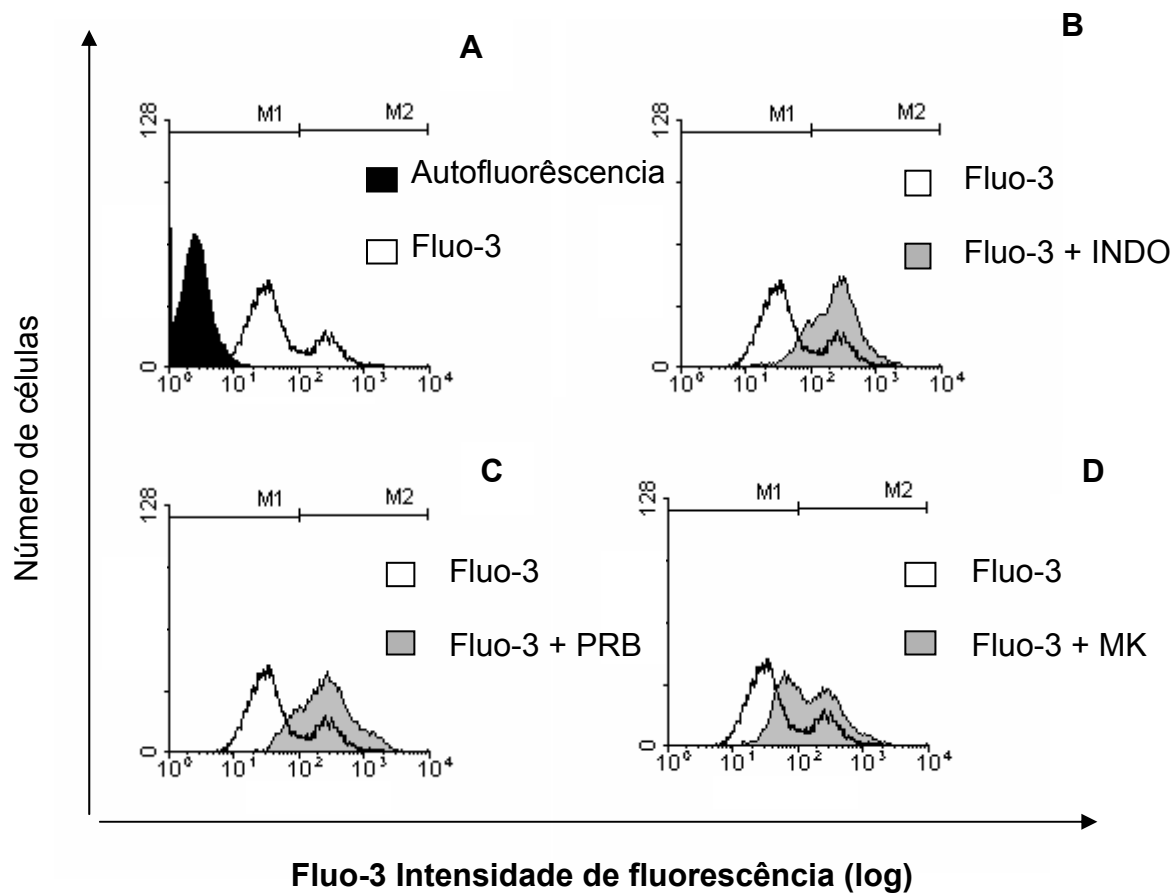 A
M1 M2
128
0
10⁰ 10¹ 10² 10³ 10⁴
Autofluorêscencia
Fluo-3
B
M1 M2
128
0
10⁰ 10¹ 10² 10³ 10⁴
Fluo-3
Fluo-3 + INDO
C
M1 M2
128
0
10⁰ 10¹ 10² 10³ 10⁴
Fluo-3
Fluo-3 + PRB
D
M1 M2
128
0
10⁰ 10¹ 10² 10³ 10⁴
Fluo-3
Fluo-3 + MK
Número de células
Fluo-3 Intensidade de fluorescência (log)